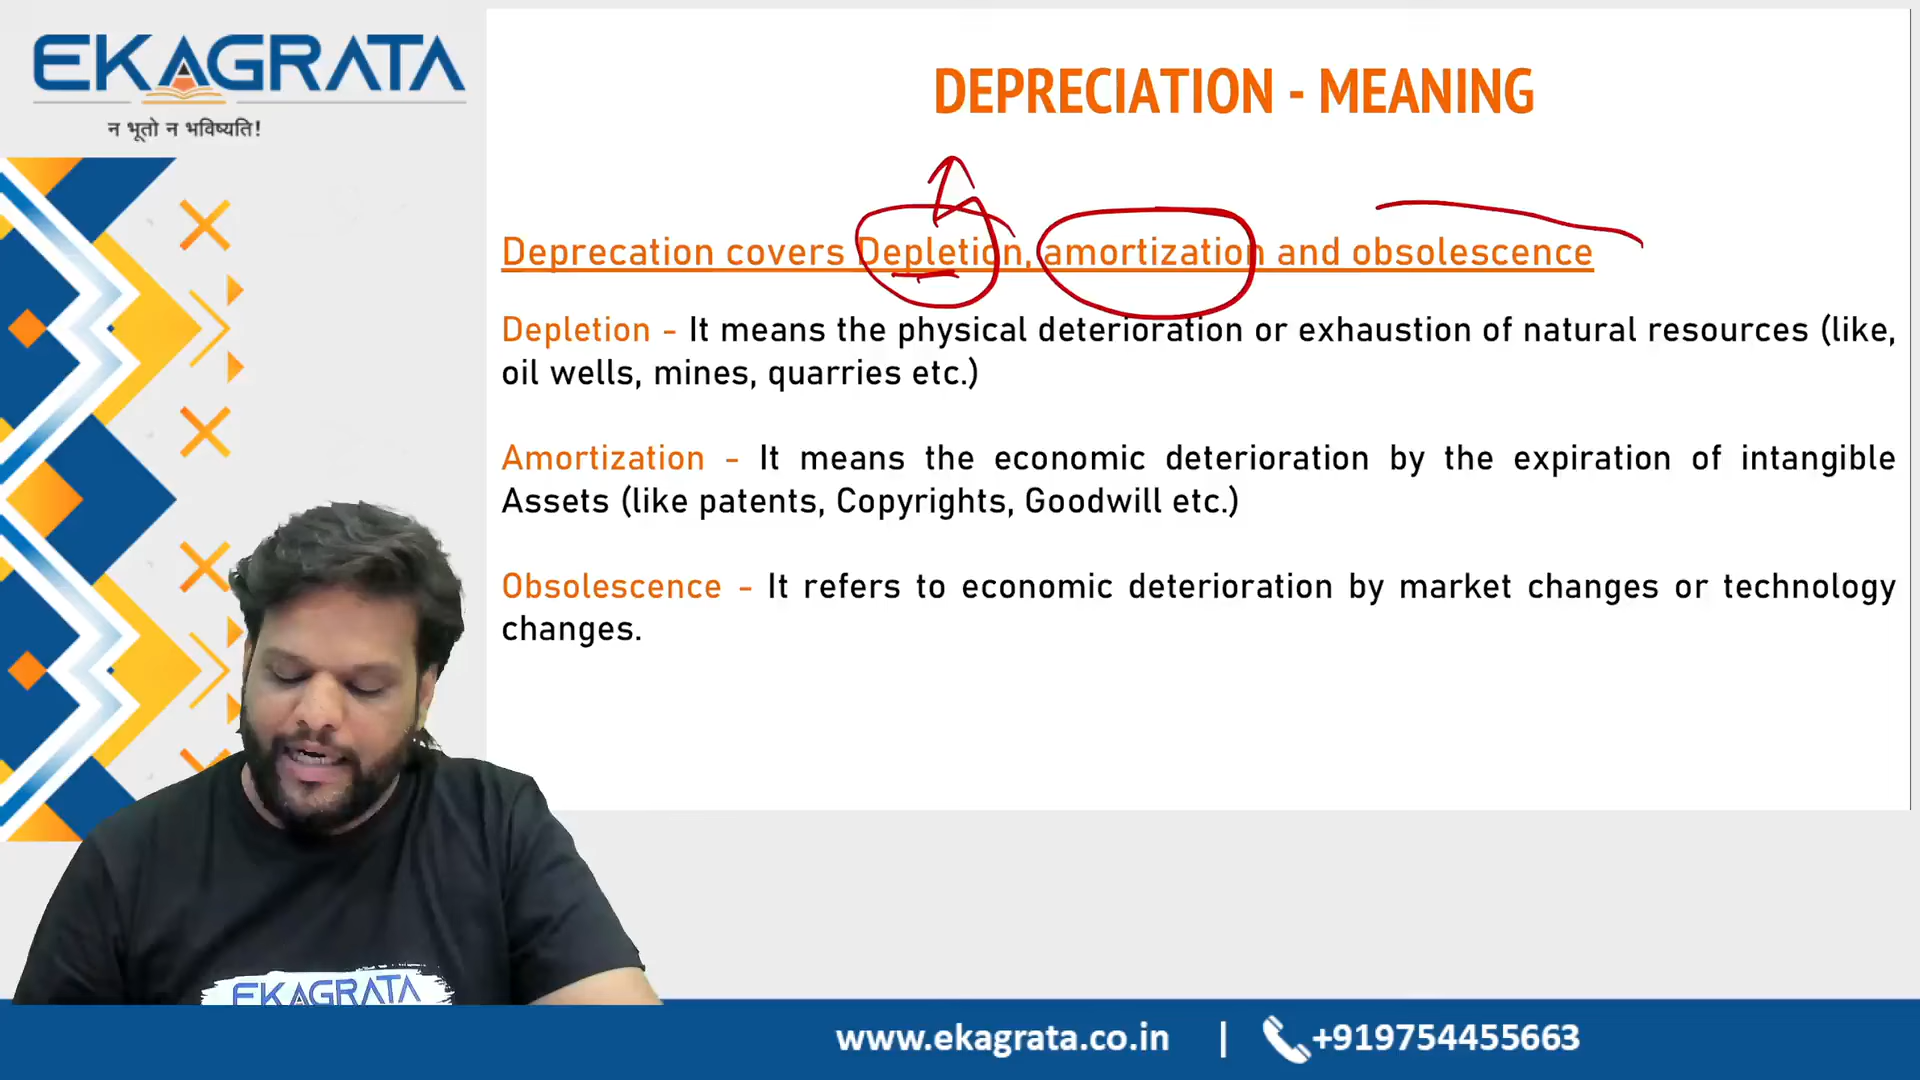 EKAGRATA
न भूतो न भविष्यति!
DEPRECIATION - MEANING
Deprecation covers Depletion, amortization and obsolescence
Depletion - It means the physical deterioration or exhaustion of natural resources (like,
oil wells, mines, quarries etc.)
Amortization - It means the economic deterioration by the expiration of intangible
Assets (like patents, Copyrights, Goodwill etc.)
Obsolescence - It refers to economic deterioration by market changes or technology
changes.
EKAGRATA
www.ekagrata.co.in | +919754455663